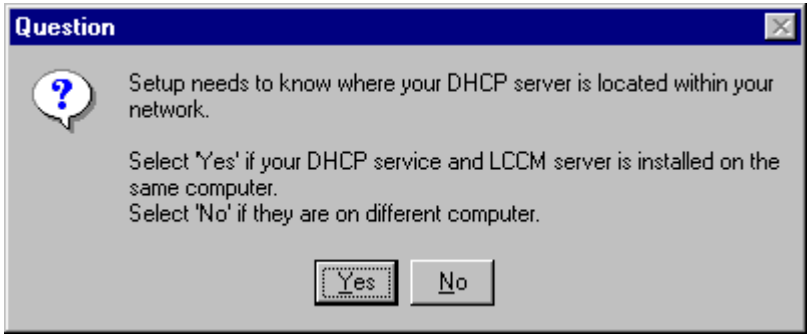 Question
?
Setup needs to know where your DHCP server is located within your
network.
Select 'Yes' if your DHCP service and LCCM server is installed on the
same computer.
Select 'No' if they are on different computer.
Yes No